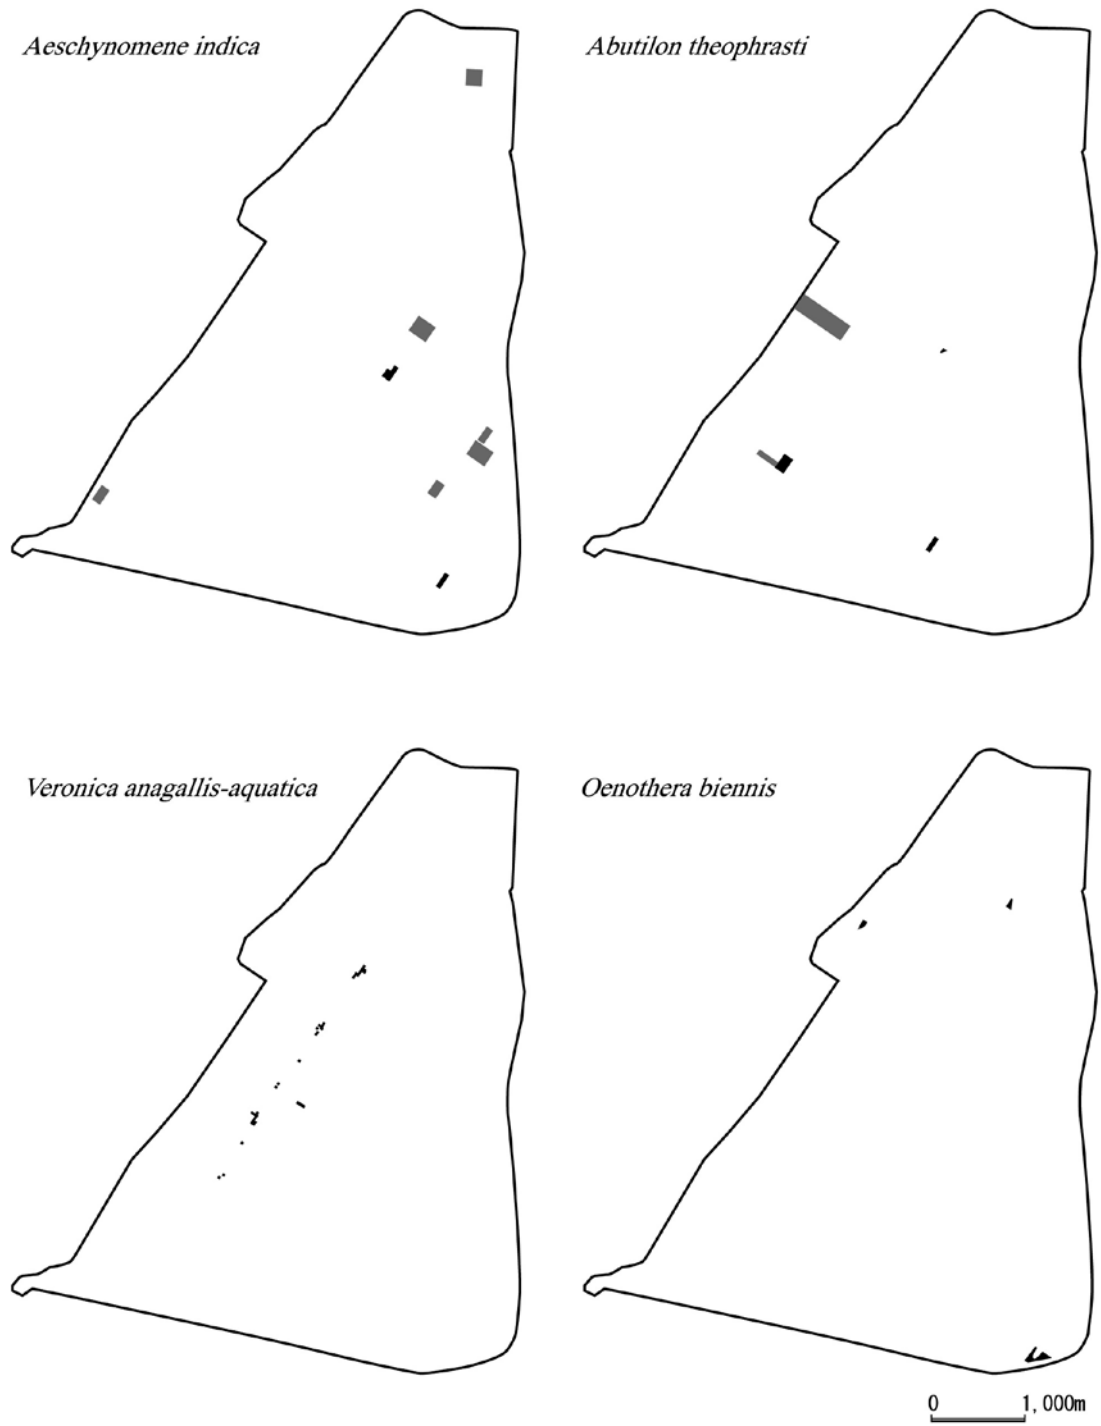 Aeschynomene indica
Abutilon theophrasti
Veronica anagallis-aquatica
Oenothera biennis
0 1,000m